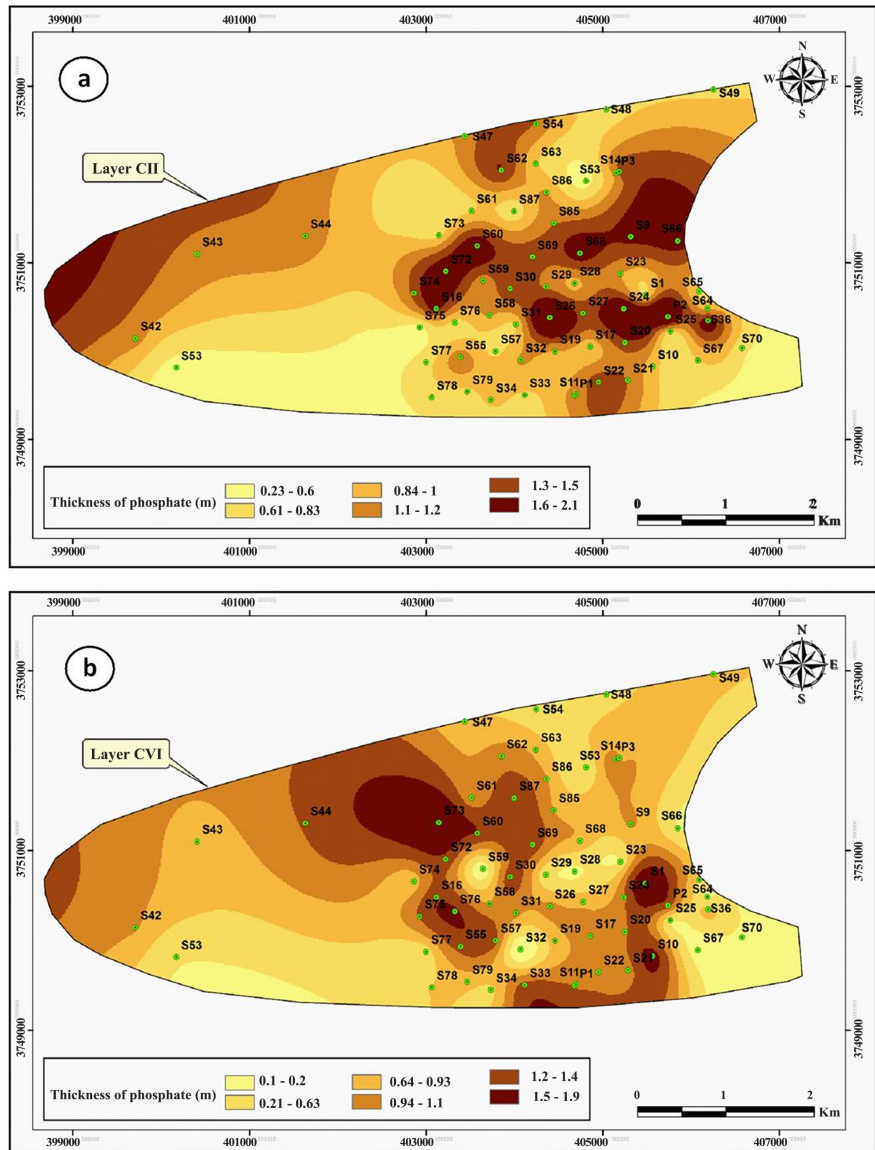 399000 401000 403000 405000 407000
a
N
W E
S
3753000 3753000
S49
S48
S54
S47
S63
S62 S14P3
S53
Layer CII
S86
S61 S87
S85
S44 S73 S9
S43 S60 S66
3751000 S69 S68 3751000
S72 S23
S74 S59 S30 S29 S28 S1 S65
S16 S58 S26 S27 S24 P2 S64
S75 S76 S31 S25 S36
S42 S20
S57 S19 S17 S70
S77 S55 S32 S10 S67
S53 S22 S21
S78 S79 S34 S33 S11P1
3749000 3749000
Thickness of phosphate (m)
0.23 - 0.6 0.84 - 1 1.3 - 1.5
0.61 - 0.83 1.1 - 1.2 1.6 - 2.1
0 1 2
Km
399000 401000 403000 405000 407000
399000 401000 403000 405000 407000
b
N
W E
S
3753000 3753000
S49
S48
S54
S47
S63
S62 S14P3
S53
Layer CVI
S86
S61 S87
S85
S44 S73 S9
S43 S60 S66
3751000 S69 S68 3751000
S72 S23
S74 S59 S30 S29 S28 S1 S65
S16 S58 S26 S27 S24 P2 S64
S75 S76 S31 S25 S36
S42 S20
S57 S19 S17 S70
S77 S55 S32 S10 S67
S53 S22 S21
S78 S79 S34 S33 S11P1
3749000 3749000
Thickness of phosphate (m)
0.1 - 0.2 0.64 - 0.93 1.2 - 1.4
0.21 - 0.63 0.94 - 1.1 1.5 - 1.9
0 1 2
Km
399000 401000 403000 405000 407000